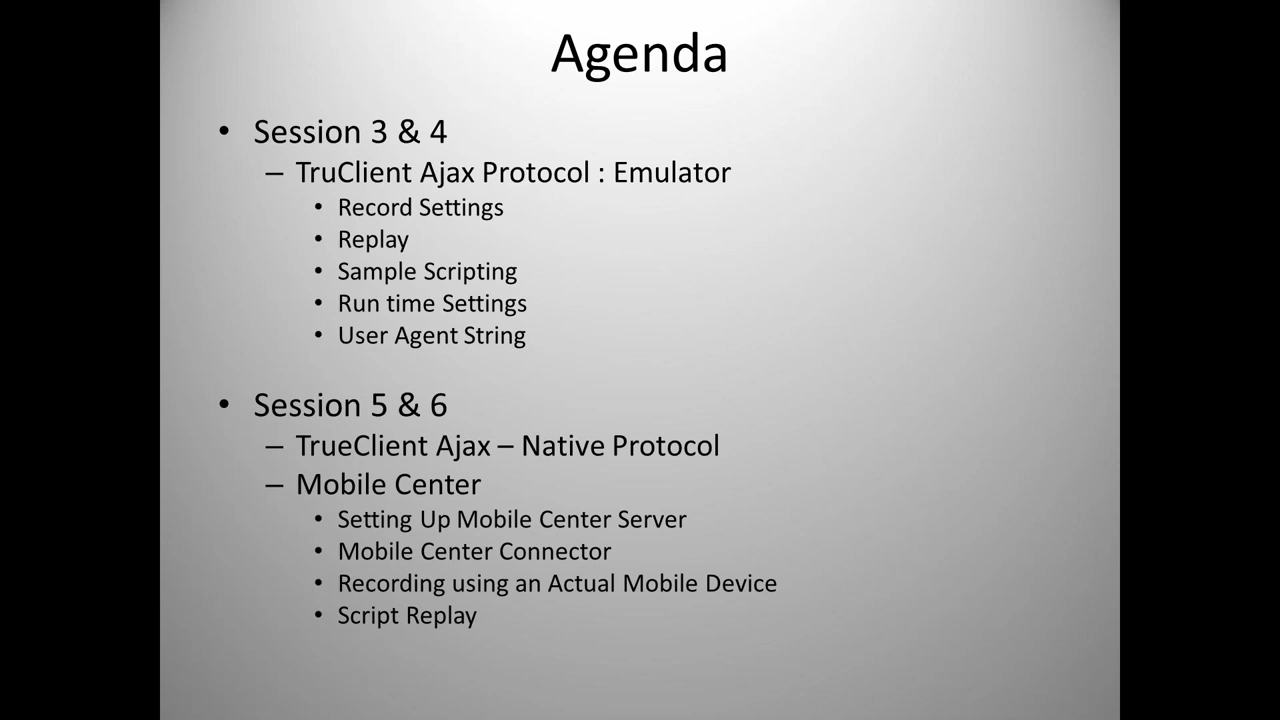 Agenda
• Session 3 & 4
– TruClient Ajax Protocol : Emulator
• Record Settings
• Replay
• Sample Scripting
• Run time Settings
• User Agent String
• Session 5 & 6
– TrueClient Ajax – Native Protocol
– Mobile Center
• Setting Up Mobile Center Server
• Mobile Center Connector
• Recording using an Actual Mobile Device
• Script Replay